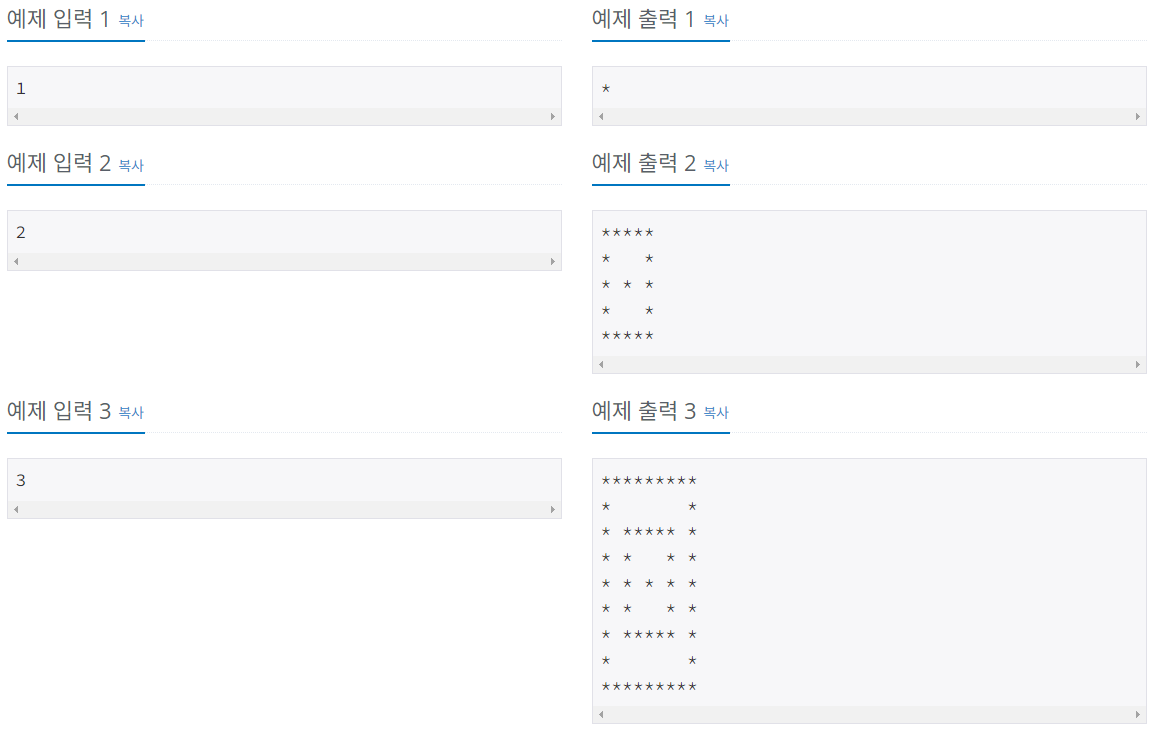 예제 입력 1 복사
1
예제 출력 1 복사
*
예제 입력 2 복사
2
예제 출력 2 복사
*****
*   *
* * *
*   *
*****
예제 입력 3 복사
3
예제 출력 3 복사
*********
*       *
* ***** *
* *   * *
* * * * *
* *   * *
* ***** *
*       *
*********